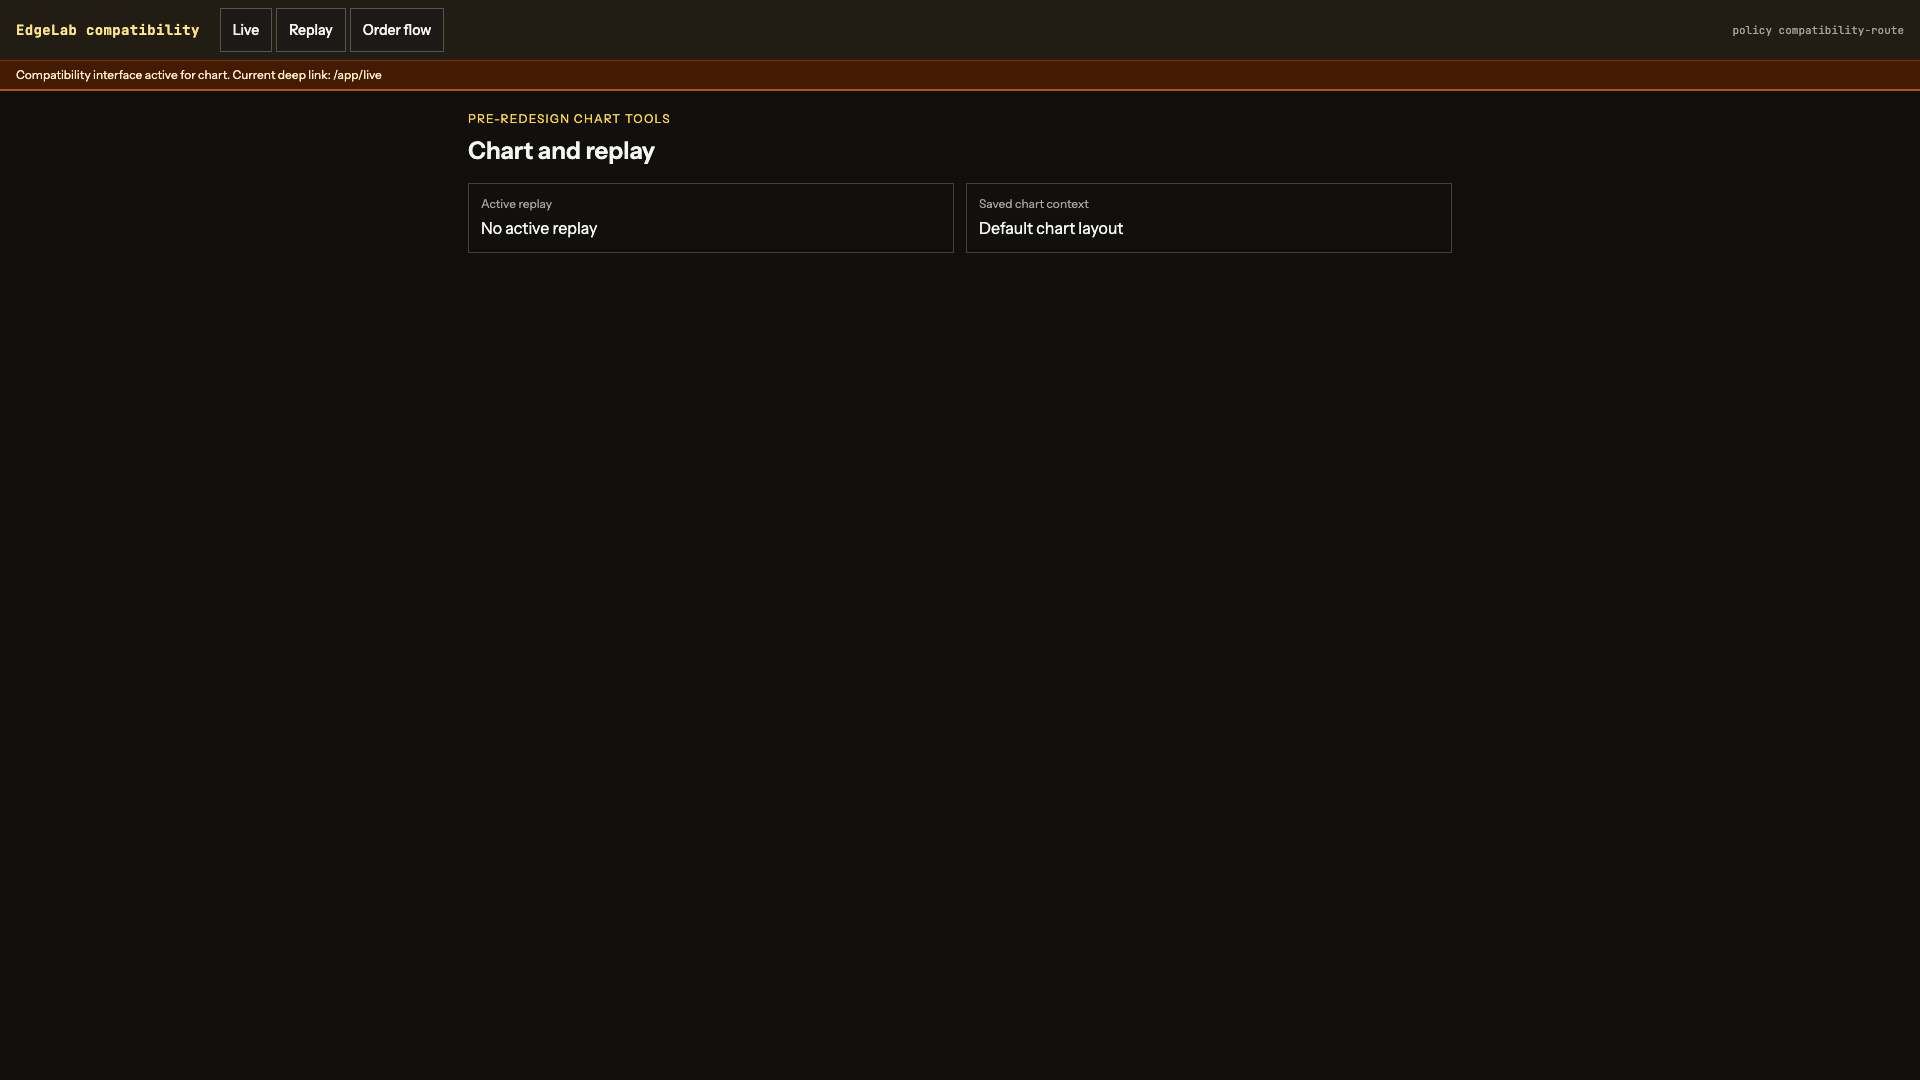 EdgeLab compatibility
Live
Replay
Order flow
policy compatibility-route
Compatibility interface active for chart. Current deep link: /app/live
PRE-REDESIGN CHART TOOLS
Chart and replay
Active replay
No active replay
Saved chart context
Default chart layout